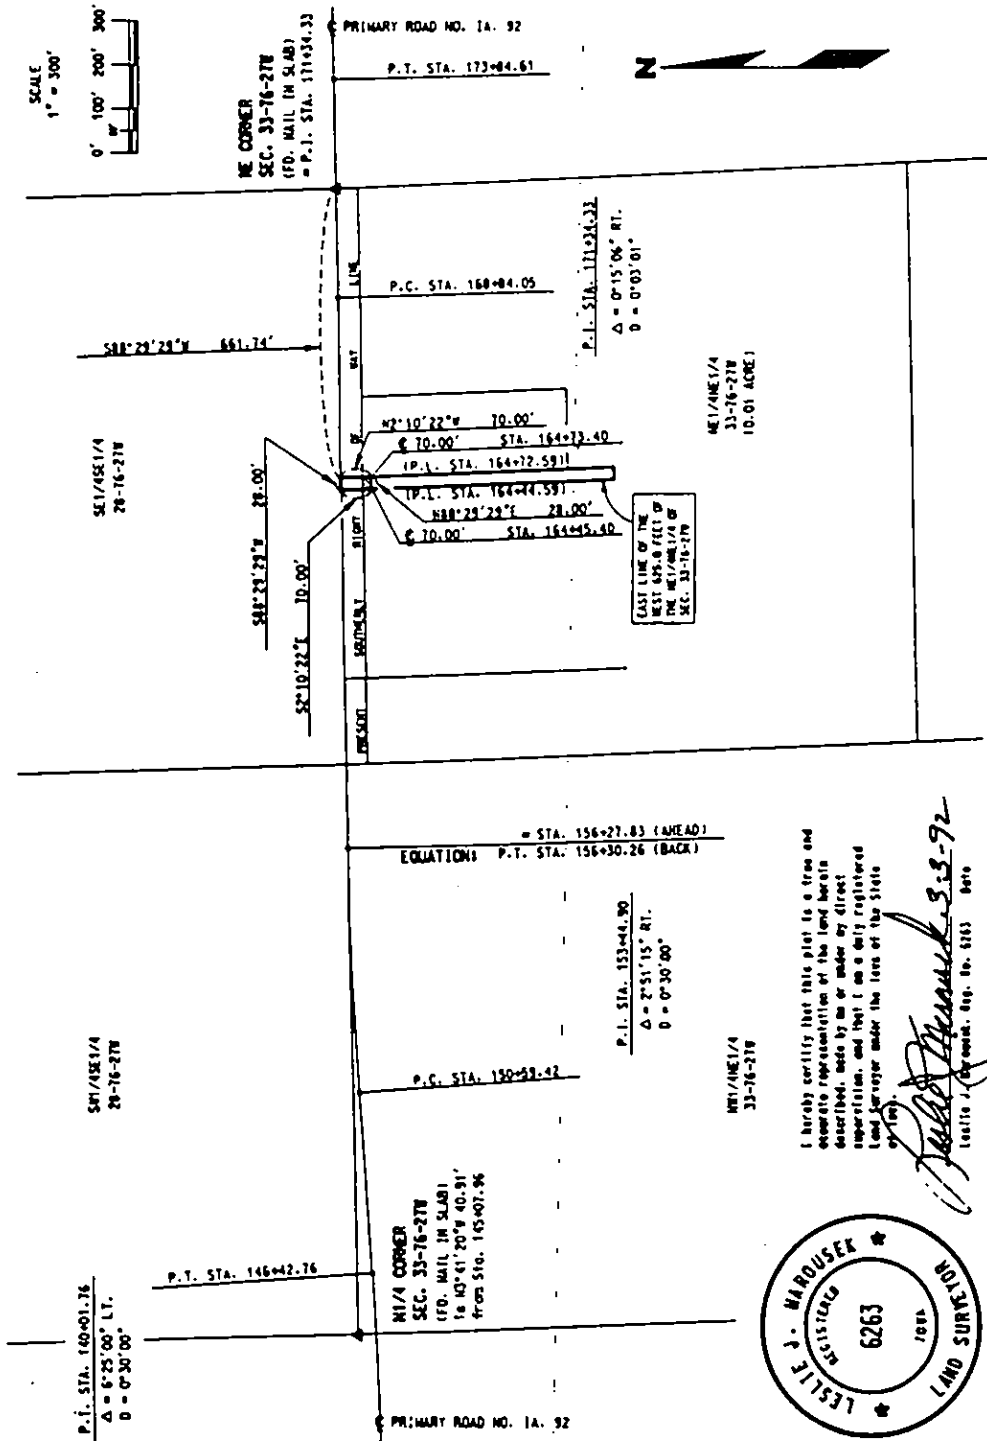 SCALE
1" = 300'
0' 100' 200' 300'
PRIMARY ROAD NO. IA. 92
P.T. STA. 173+84.61
N
NE CORNER
SEC. 33-76-27W
(FD. NAIL IN SLAB)
= P.I. STA. 171+34.33
P.I. STA. 171+34.33
Δ = 0°15'06" RT.
D = 0°03'01"
P.C. STA. 168+84.05
S88°29'29"W 661.74'
SE1/4SE1/4
28-76-27W
N2°10'22"W 70.00'
℄ 70.00' STA. 164+73.40
(P.L. STA. 164+72.59)
(P.L. STA. 164+44.59)
N88°29'29"E 28.00'
℄ 70.00' STA. 164+45.40
S88°29'29"W 28.00'
S2°10'22"E 70.00'
PRESENT SOUTHERLY RIGHT OF WAY LINE
NE1/4NE1/4
33-76-27W
(0.01 ACRE)
EAST LINE OF THE
WEST 625.0 FEET OF
THE NE1/4NE1/4 OF
SEC. 33-76-27W
= STA. 156+27.83 (AHEAD)
EQUATION: P.T. STA. 156+30.26 (BACK)
P.I. STA. 153+44.90
Δ = 2°51'15" RT.
D = 0°30'00"
P.C. STA. 150+59.42
SW1/4SE1/4
28-76-27W
NW1/4NE1/4
33-76-27W
N1/4 CORNER
SEC. 33-76-27W
(FD. NAIL IN SLAB)
is N3°41'20"W 40.91'
from Sta. 145+07.96
P.T. STA. 146+42.76
P.I. STA. 140+01.76
Δ = 6°25'00" LT.
D = 0°30'00"
PRIMARY ROAD NO. IA. 92
I hereby certify that this plat is a true and
accurate representation of the land herein
described, made by me or under my direct
supervision, and that I am a duly registered
Land Surveyor under the laws of the State
of Iowa.
3-3-92
Leslie J. Marousek, Reg. No. 6263 Date
LESLIE J. MAROUSEK
REGISTERED
6263
IOWA
LAND SURVEYOR